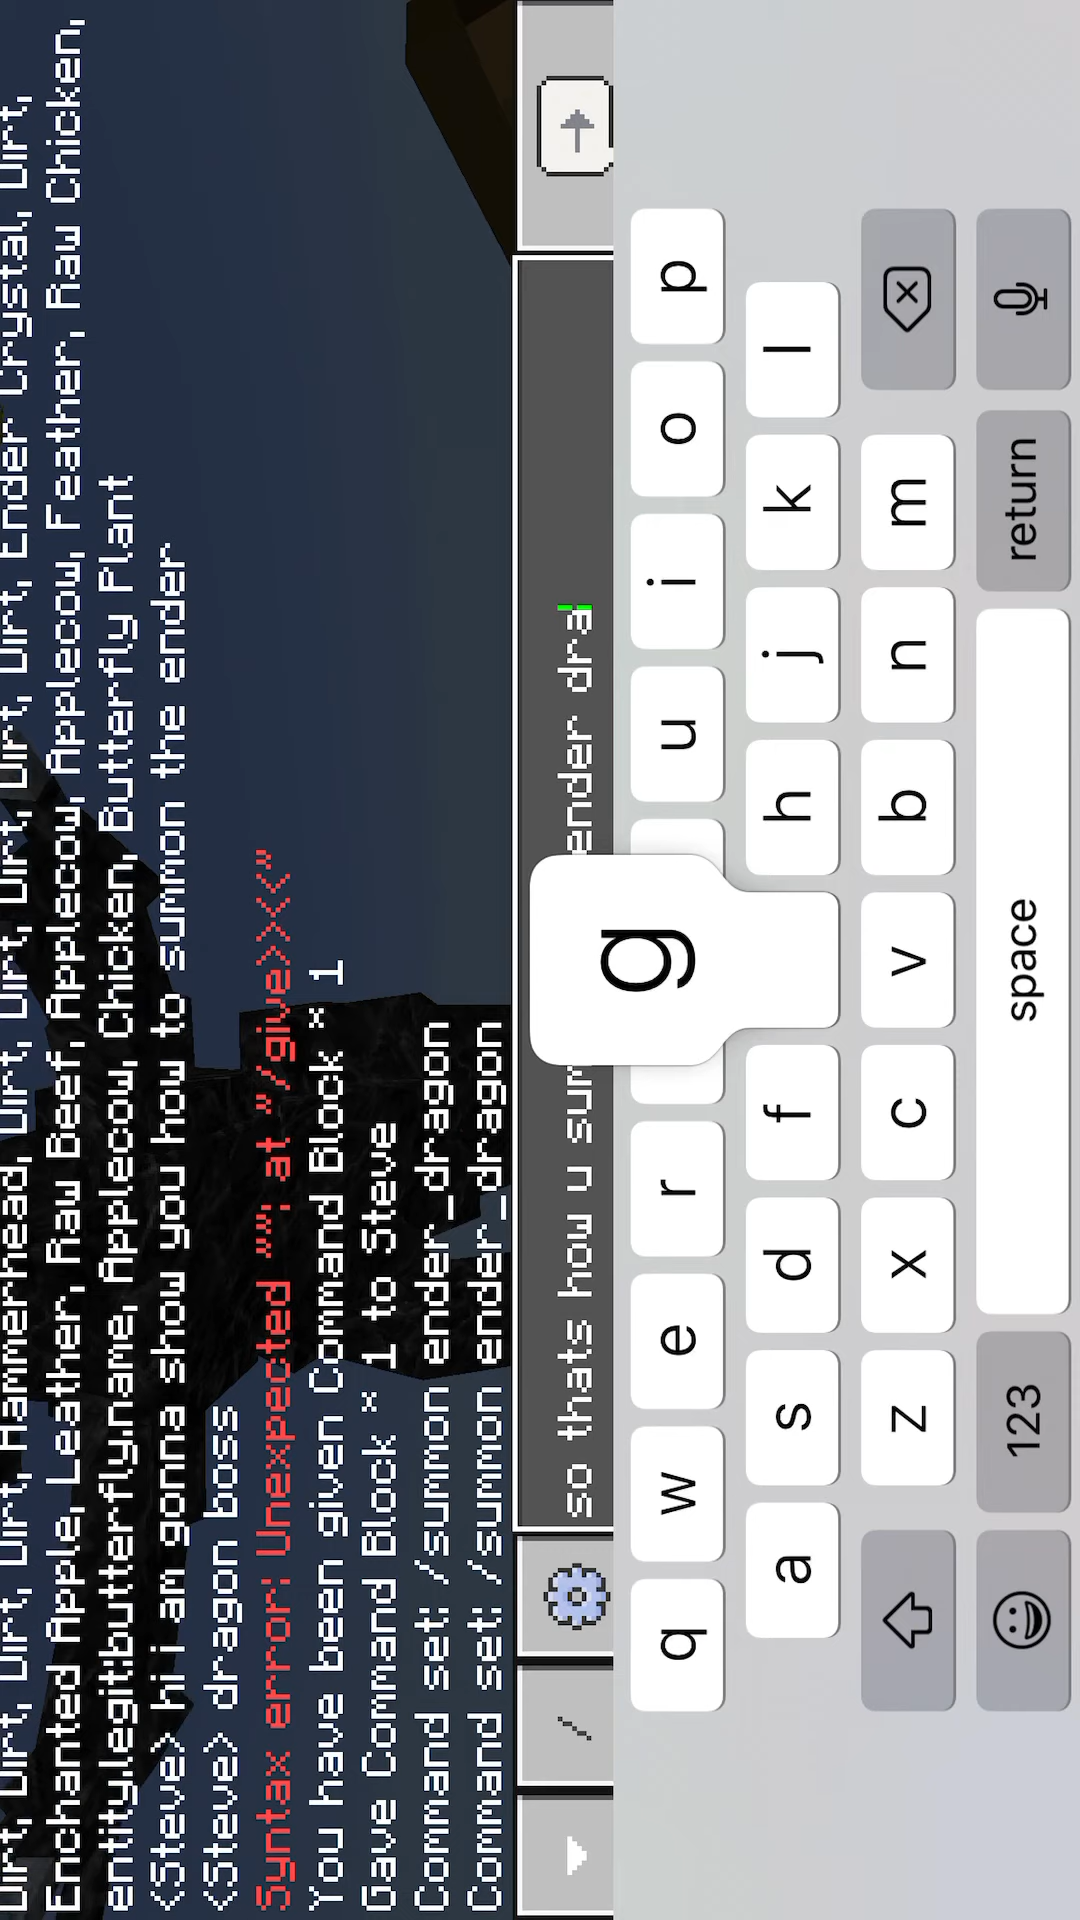 Dirt, Dirt, Dirt, Dirt, Hammerhead, Dirt, Dirt, Dirt, Dirt, Dirt, Dirt, Dirt, Ender Crystal, Dirt,
Enchanted Apple, Leather, Raw Beef, Applecow, Applecow, Applecow, Feather, Raw Chicken,
entity.legit:butterfly.name, Applecow, Chicken, Butterfly Plant
<Steve> hi i am gonna show you how to summon the ender
<Steve> dragon boss
Syntax error: Unexpected "": at "/give>><<"
You have been given Command Block * 1
Gave Command Block * 1 to Steve
Command set: /summon ender_dragon
Command set: /summon ender_dragon
/
so thats how u ender dra
q w e r u i o p
g
a s d f h j k l
z x c v b n m
123 space return